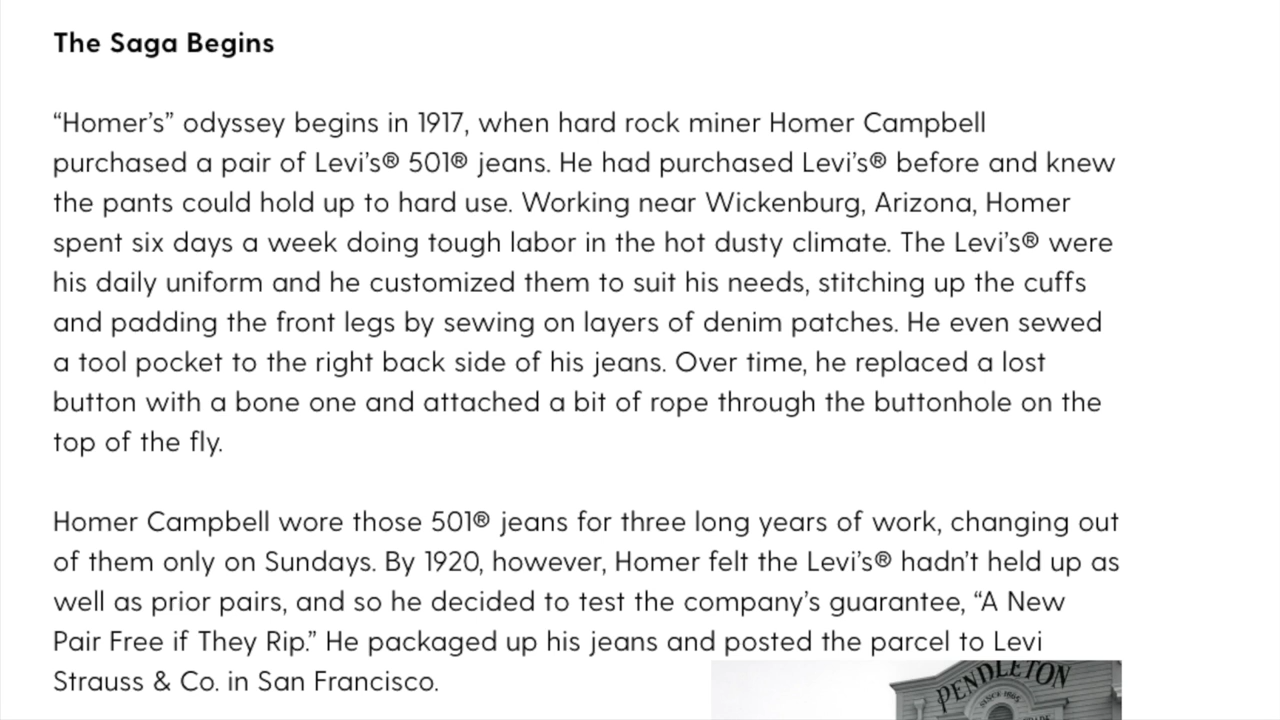 The Saga Begins
“Homer’s” odyssey begins in 1917, when hard rock miner Homer Campbell
purchased a pair of Levi’s® 501® jeans. He had purchased Levi’s® before and knew
the pants could hold up to hard use. Working near Wickenburg, Arizona, Homer
spent six days a week doing tough labor in the hot dusty climate. The Levi’s® were
his daily uniform and he customized them to suit his needs, stitching up the cuffs
and padding the front legs by sewing on layers of denim patches. He even sewed
a tool pocket to the right back side of his jeans. Over time, he replaced a lost
button with a bone one and attached a bit of rope through the buttonhole on the
top of the fly.
Homer Campbell wore those 501® jeans for three long years of work, changing out
of them only on Sundays. By 1920, however, Homer felt the Levi’s® hadn’t held up as
well as prior pairs, and so he decided to test the company’s guarantee, “A New
Pair Free if They Rip.” He packaged up his jeans and posted the parcel to Levi
Strauss & Co. in San Francisco.
PENDLETON